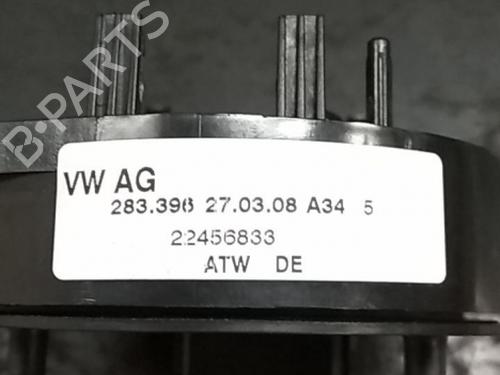 B-PARTS
VW AG
283.396 27.03.08 A34 5
22456833
ATW DE